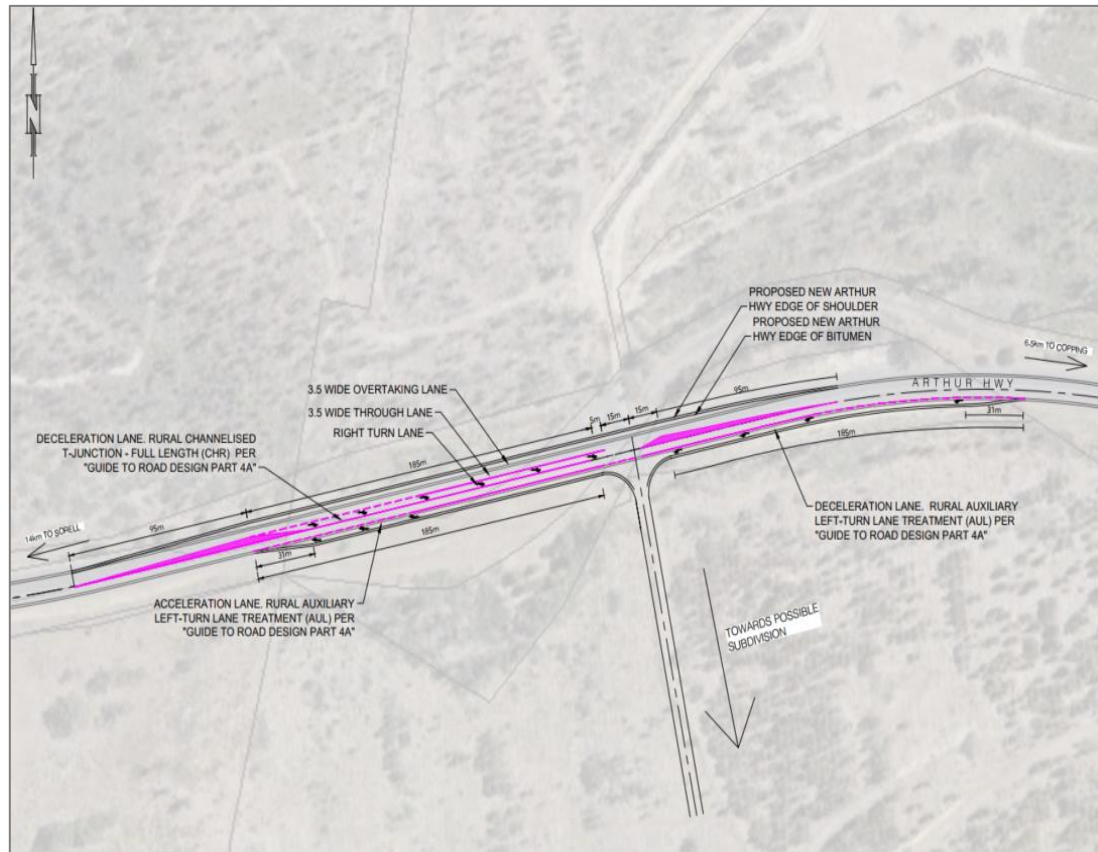 N
PROPOSED NEW ARTHUR
HWY EDGE OF SHOULDER
PROPOSED NEW ARTHUR
HWY EDGE OF BITUMEN
6.5km TO COPPING
ARTHUR HWY
3.5 WIDE OVERTAKING LANE
3.5 WIDE THROUGH LANE
RIGHT TURN LANE
5m
15m
15m
95m
31m
185m
DECELERATION LANE. RURAL CHANNELISED
T-JUNCTION - FULL LENGTH (CHR) PER
"GUIDE TO ROAD DESIGN PART 4A"
185m
95m
14km TO SORELL
31m
185m
DECELERATION LANE. RURAL AUXILIARY
LEFT-TURN LANE TREATMENT (AUL) PER
"GUIDE TO ROAD DESIGN PART 4A"
ACCELERATION LANE. RURAL AUXILIARY
LEFT-TURN LANE TREATMENT (AUL) PER
"GUIDE TO ROAD DESIGN PART 4A"
TOWARDS POSSIBLE
SUBDIVISION